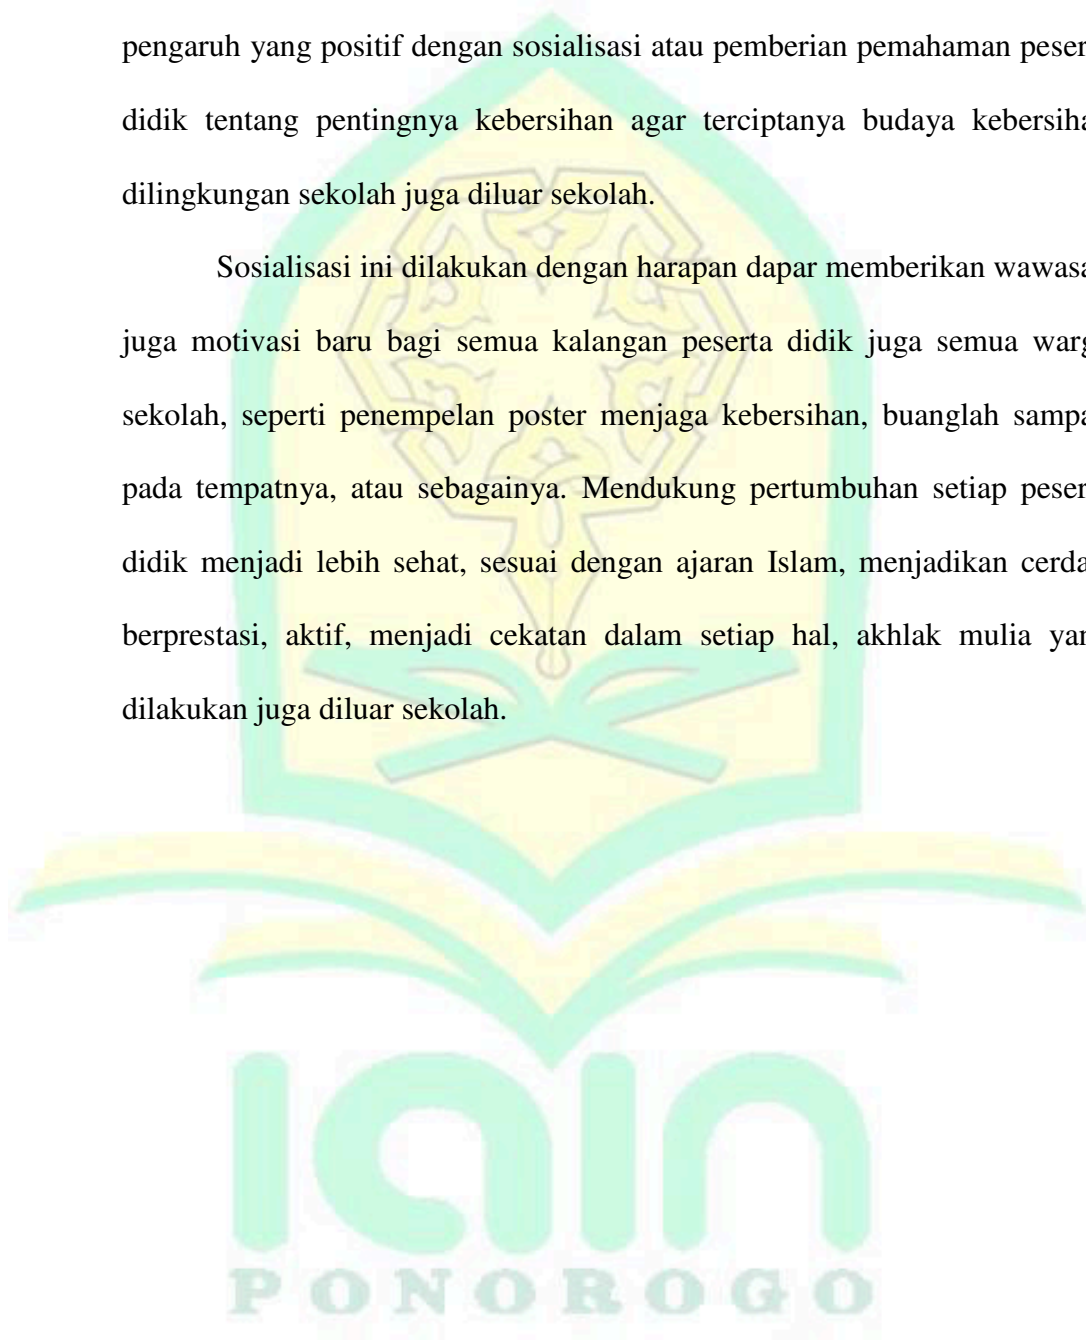 pengaruh yang positif dengan sosialisasi atau pemberian pemahaman peser
didik tentang pentingnya kebersihan agar terciptanya budaya kebersiha
dilingkungan sekolah juga diluar sekolah.
Sosialisasi ini dilakukan dengan harapan dapar memberikan wawasa
juga motivasi baru bagi semua kalangan peserta didik juga semua warg
sekolah, seperti penempelan poster menjaga kebersihan, buanglah sampa
pada tempatnya, atau sebagainya. Mendukung pertumbuhan setiap peser
didik menjadi lebih sehat, sesuai dengan ajaran Islam, menjadikan cerda
berprestasi, aktif, menjadi cekatan dalam setiap hal, akhlak mulia yan
dilakukan juga diluar sekolah.
iain
PONOROGO